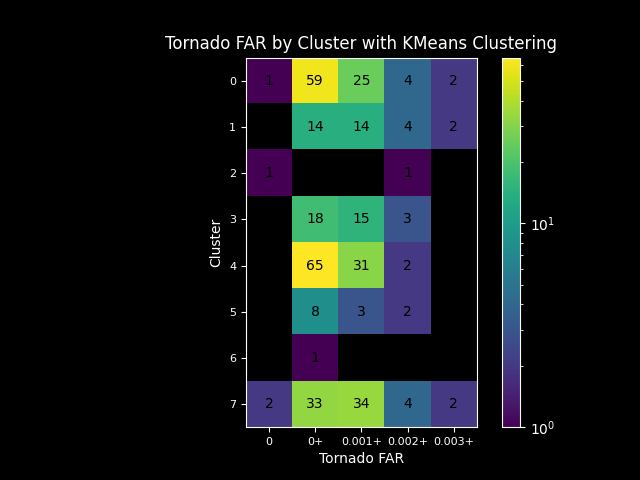 Tornado FAR by Cluster with KMeans Clustering
0 1 59 25 4 2
1 14 14 4 2
2 1 1
3 18 15 3
4 65 31 2
5 8 3 2
6 1
7 2 33 34 4 2
0 0+ 0.001+ 0.002+ 0.003+
Tornado FAR
Cluster
10¹
10⁰